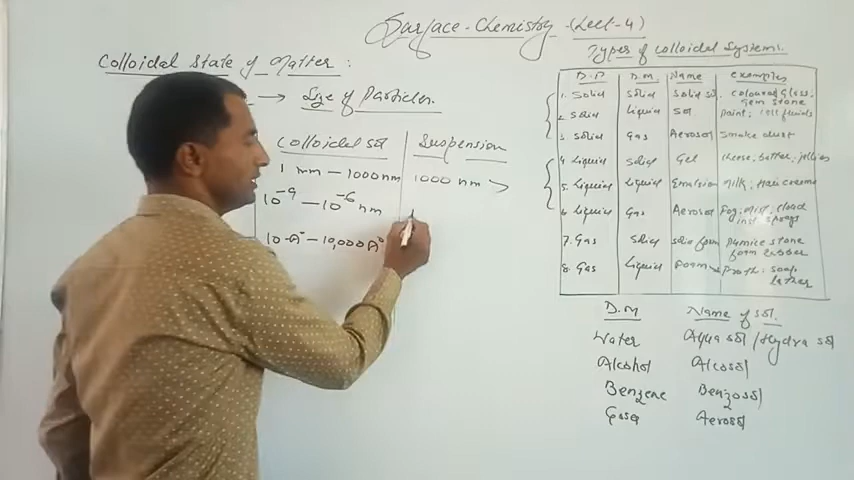 Surface-Chemistry-(Lect-4)
Colloidal State of Matter:
→ Size of Particles.
Colloidal sol Suspension
1 nm - 1000nm 1000 nm >
10⁻⁹ - 10⁻⁶ nm
10 A° - 10,000A°
Types of colloidal Systems.
D.P D.M. Name examples
1. Solid Solid Solid sol. coloured glass, gem stone
2. Solid Liquid Sol Paint: cell fluids
3. Solid Gas Aerosol Smoke dust
4. Liquid Solid Gel cheese, butter, jellies
5. Liquid Liquid Emulsion Milk, Hair creams
6. Liquid Gas Aerosol Fog, mist, cloud
7. Gas Solid Solid foam Pumice stone foam rubber
8. Gas Liquid Foam Froth, soap lather
D.M Name of sol.
Water Aqua sol/Hydra sol
Alcohol Alcosol
Benzene Benzosol
Gases Aerosol